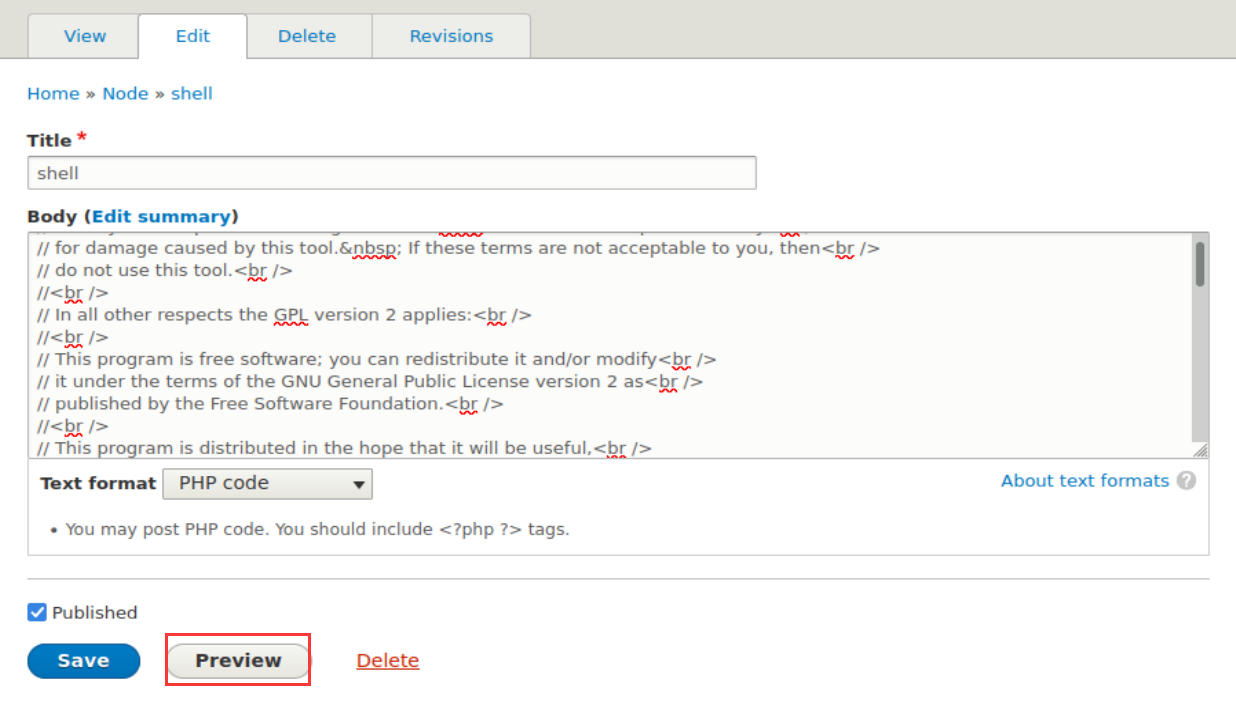 View Edit Delete Revisions
Home » Node » shell
Title *
shell
Body (Edit summary)
// for damage caused by this tool.&nbsp; If these terms are not acceptable to you, then<br />
// do not use this tool.<br />
//<br />
// In all other respects the GPL version 2 applies:<br />
//<br />
// This program is free software; you can redistribute it and/or modify<br />
// it under the terms of the GNU General Public License version 2 as<br />
// published by the Free Software Foundation.<br />
//<br />
// This program is distributed in the hope that it will be useful,<br />
Text format PHP code About text formats ?
• You may post PHP code. You should include <?php ?> tags.
Published
Save Preview Delete